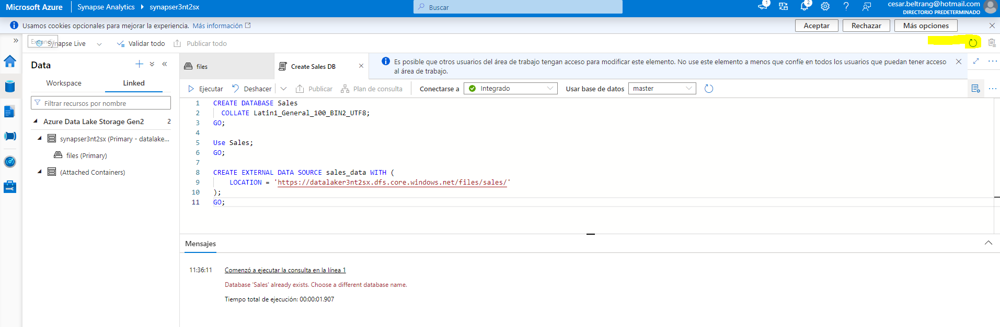 Microsoft Azure
Synapse Analytics
synapser3nt2sx
Buscar
1
2
cesar.beltrang@hotmail.com
DIRECTORIO PREDETERMINADO
Usamos cookies opcionales para mejorar la experiencia. Más información
Aceptar
Rechazar
Más opciones
Expandir
Synapse Live
Validar todo
Publicar todo
Data
Workspace
Linked
Filtrar recursos por nombre
Azure Data Lake Storage Gen2 2
synapser3nt2sx (Primary - datalake...
files (Primary)
(Attached Containers)
files
Create Sales DB
Es posible que otros usuarios del área de trabajo tengan acceso para modificar este elemento. No use este elemento a menos que confíe en todos los usuarios que puedan tener acceso
al área de trabajo.
Ejecutar
Deshacer
Publicar
Plan de consulta
Conectarse a
Integrado
Usar base de datos
master
1 CREATE DATABASE Sales
2 COLLATE Latin1_General_100_BIN2_UTF8;
3 GO;
4
5 Use Sales;
6 GO;
7
8 CREATE EXTERNAL DATA SOURCE sales_data WITH (
9 LOCATION = 'https://datalaker3nt2sx.dfs.core.windows.net/files/sales/'
10 );
11 GO;
Mensajes
11:36:11 Comenzó a ejecutar la consulta en la línea 1
Database 'Sales' already exists. Choose a different database name.
Tiempo total de ejecución: 00:00:01.907